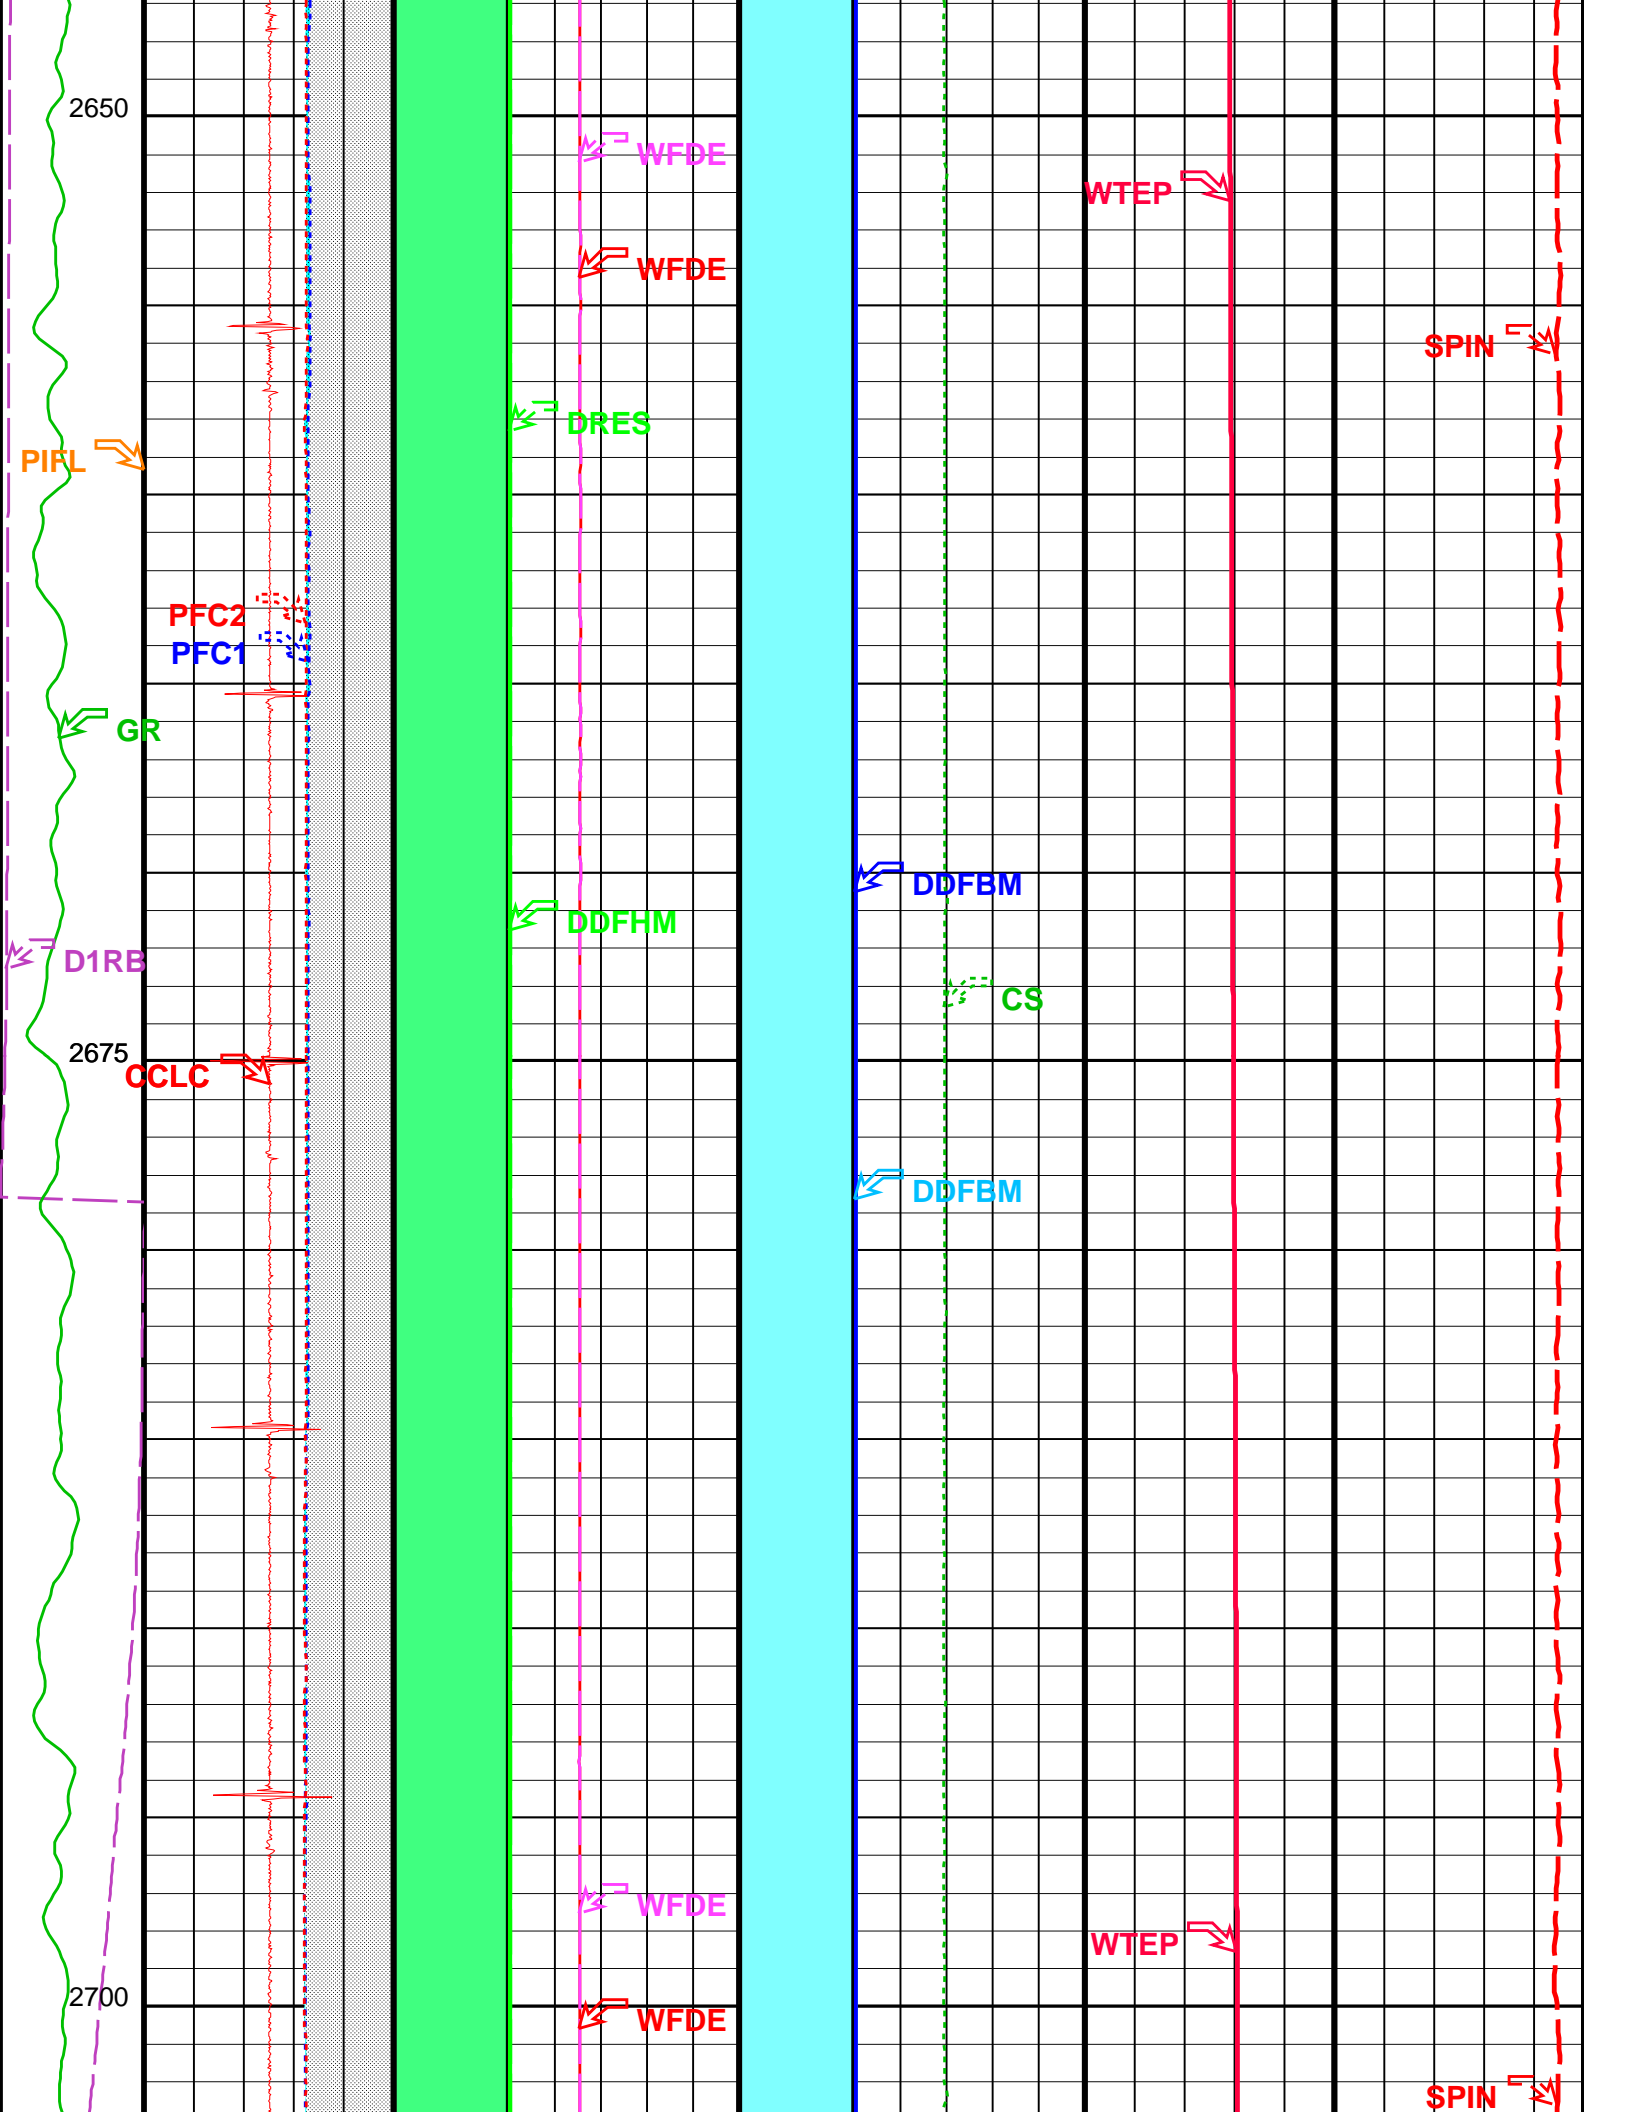 2650
WFDE
WTEP
WFDE
SPIN
DRES
PIFL
PFC2
PFC1
GR
DDFBM
DDFHM
D1RB
CS
2675
CCLC
DDFBM
WFDE
WTEP
2700
WFDE
SPIN